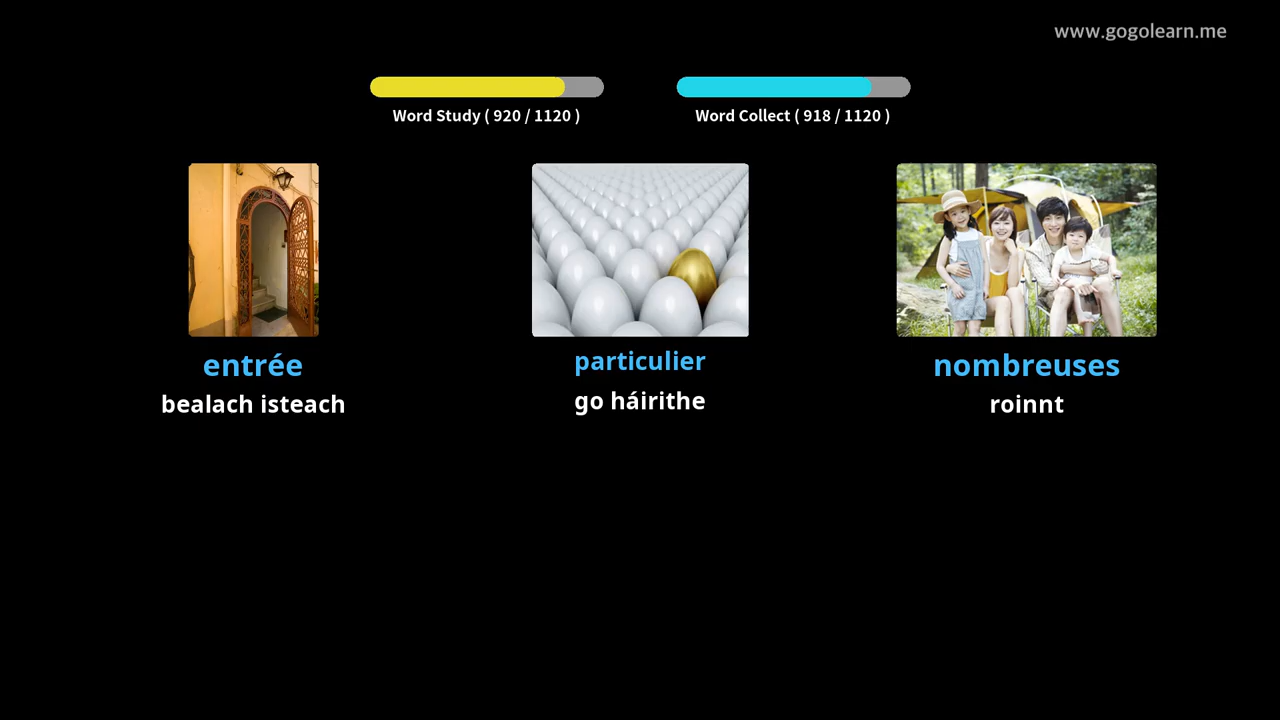 www.gogolearn.me
Word Study ( 920 / 1120 )
Word Collect ( 918 / 1120 )
entrée
bealach isteach
particulier
go háirithe
nombreuses
roinnt